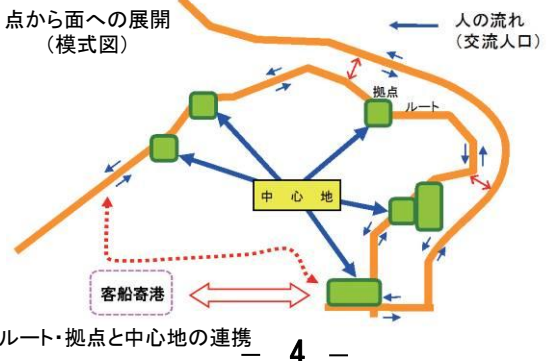 点から面への展開
（模式図）
人の流れ
（交流人口）
拠点
ルート
中 心 地
客船寄港
ルート・拠点と中心地の連携
－ 4 －